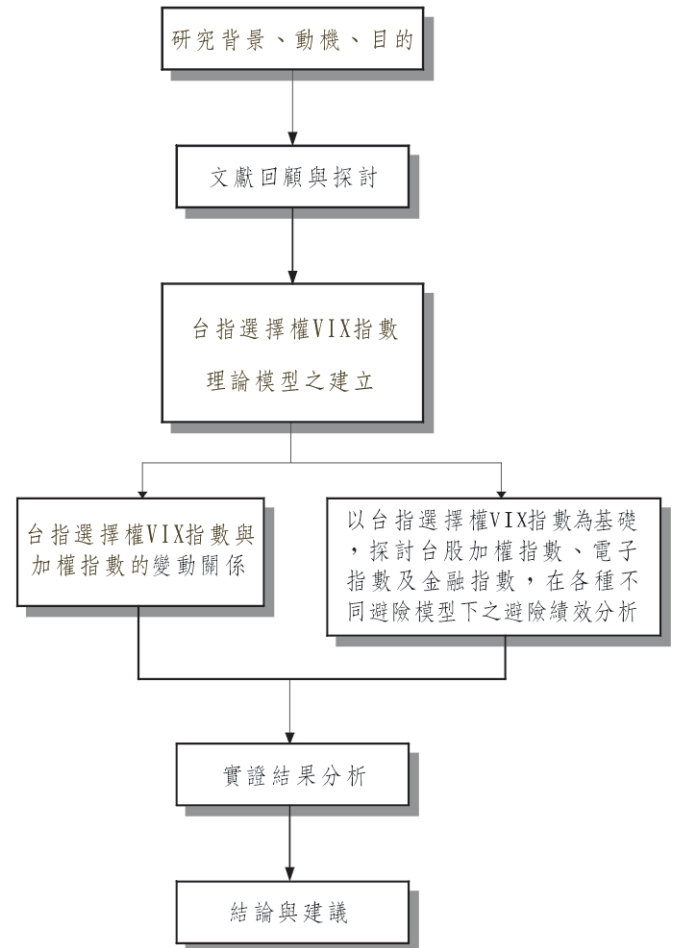 研究背景、動機、目的
文獻回顧與探討
台指選擇權VIX指數
理論模型之建立
台指選擇權VIX指數與
加權指數的變動關係
以台指選擇權VIX指數為基礎
，探討台股加權指數、電子
指數及金融指數，在各種不
同避險模型下之避險績效分析
實證結果分析
結論與建議